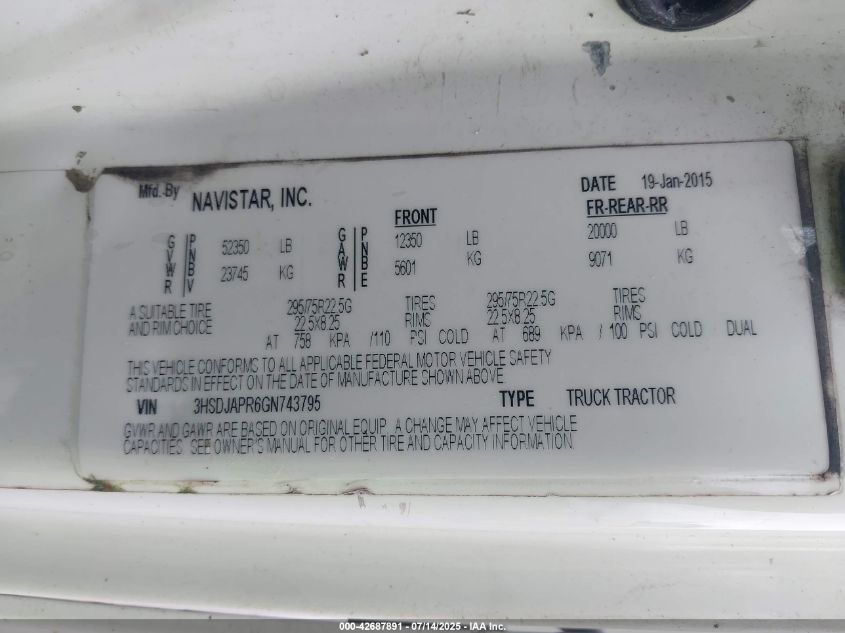 Mfd. By NAVISTAR, INC. DATE 19-Jan-2015
FRONT FR-REAR-RR
GVWR PNBV 52350 LB GAWR PNBE 12350 LB 20000 LB
23745 KG 5601 KG 9071 KG
A SUITABLE TIRE 295/75R22.5G TIRES 295/75R22.5G TIRES
AND RIM CHOICE 22.5X8.25 RIMS 22.5X8.25 RIMS
AT 758 KPA /110 PSI COLD AT 689 KPA / 100 PSI COLD DUAL
THIS VEHICLE CONFORMS TO ALL APPLICABLE FEDERAL MOTOR VEHICLE SAFETY
STANDARDS IN EFFECT ON THE DATE OF MANUFACTURE SHOWN ABOVE
VIN 3HSDJAPR6GN743795 TYPE TRUCK TRACTOR
GVWR AND GAWR ARE BASED ON ORIGINAL EQUIP. A CHANGE MAY AFFECT VEHICLE
CAPACITIES. SEE OWNER'S MANUAL FOR OTHER TIRE AND CAPACITY INFORMATION.
000-42687891 - 07/14/2025 - IAA Inc.